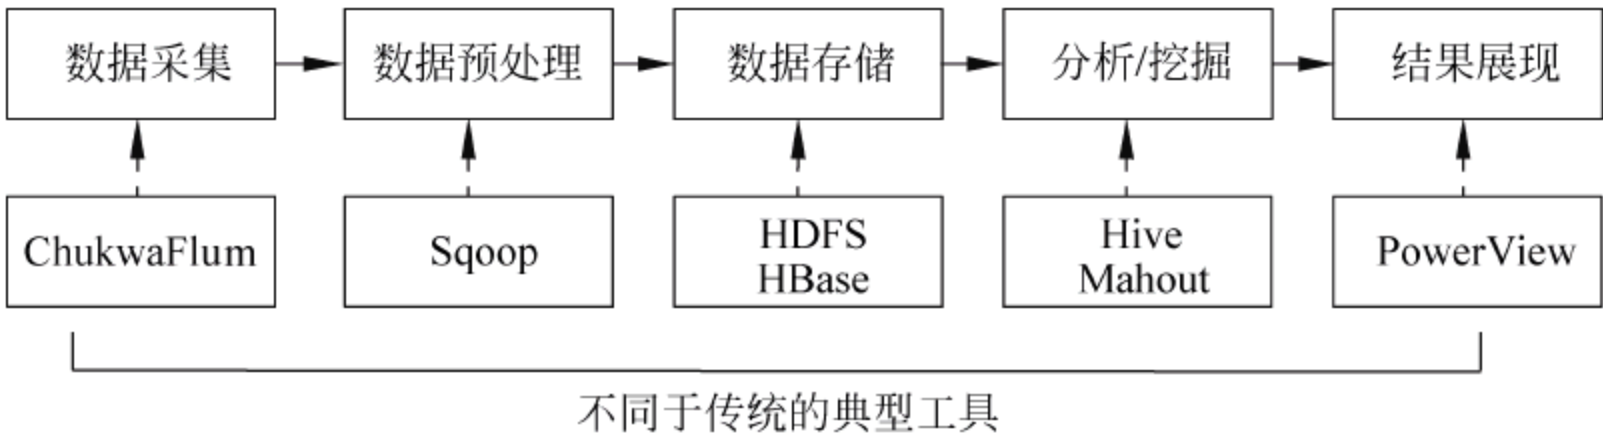 数据采集
数据预处理
数据存储
分析/挖掘
结果展现
ChukwaFlum
Sqoop
HDFS
HBase
Hive
Mahout
PowerView
不同于传统的典型工具